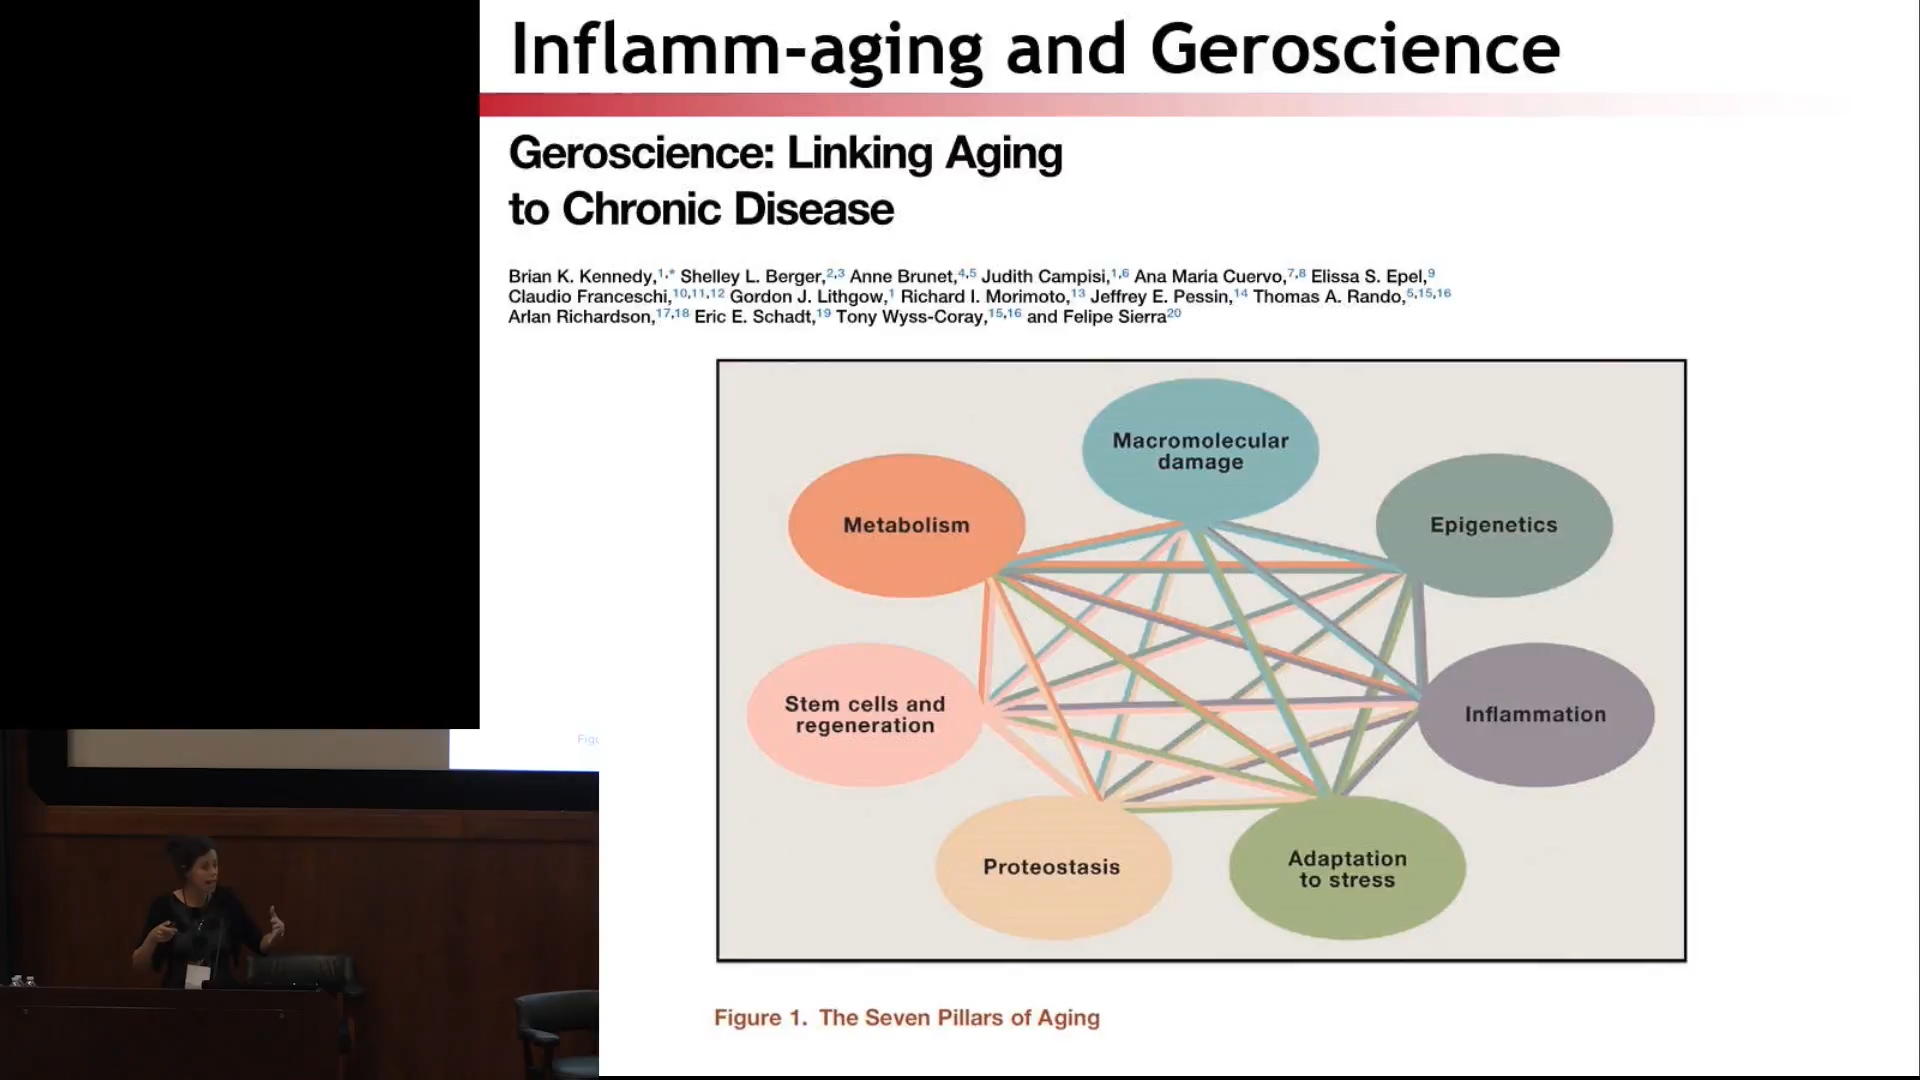 Inflamm-aging and Geroscience
Geroscience: Linking Aging
to Chronic Disease
Brian K. Kennedy,1,* Shelley L. Berger,2,3 Anne Brunet,4,5 Judith Campisi,1,6 Ana Maria Cuervo,7,8 Elissa S. Epel,9
Claudio Franceschi,10,11,12 Gordon J. Lithgow,1 Richard I. Morimoto,13 Jeffrey E. Pessin,14 Thomas A. Rando,5,15,16
Arlan Richardson,17,18 Eric E. Schadt,19 Tony Wyss-Coray,15,16 and Felipe Sierra20
Macromolecular
damage
Metabolism
Epigenetics
Stem cells and
regeneration
Inflammation
Proteostasis
Adaptation
to stress
Figure 1. The Seven Pillars of Aging